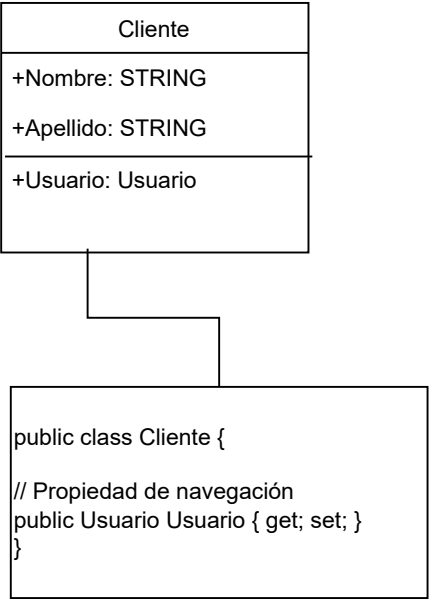 Cliente
+Nombre: STRING
+Apellido: STRING
+Usuario: Usuario
public class Cliente {
// Propiedad de navegación
public Usuario Usuario { get; set; }
}